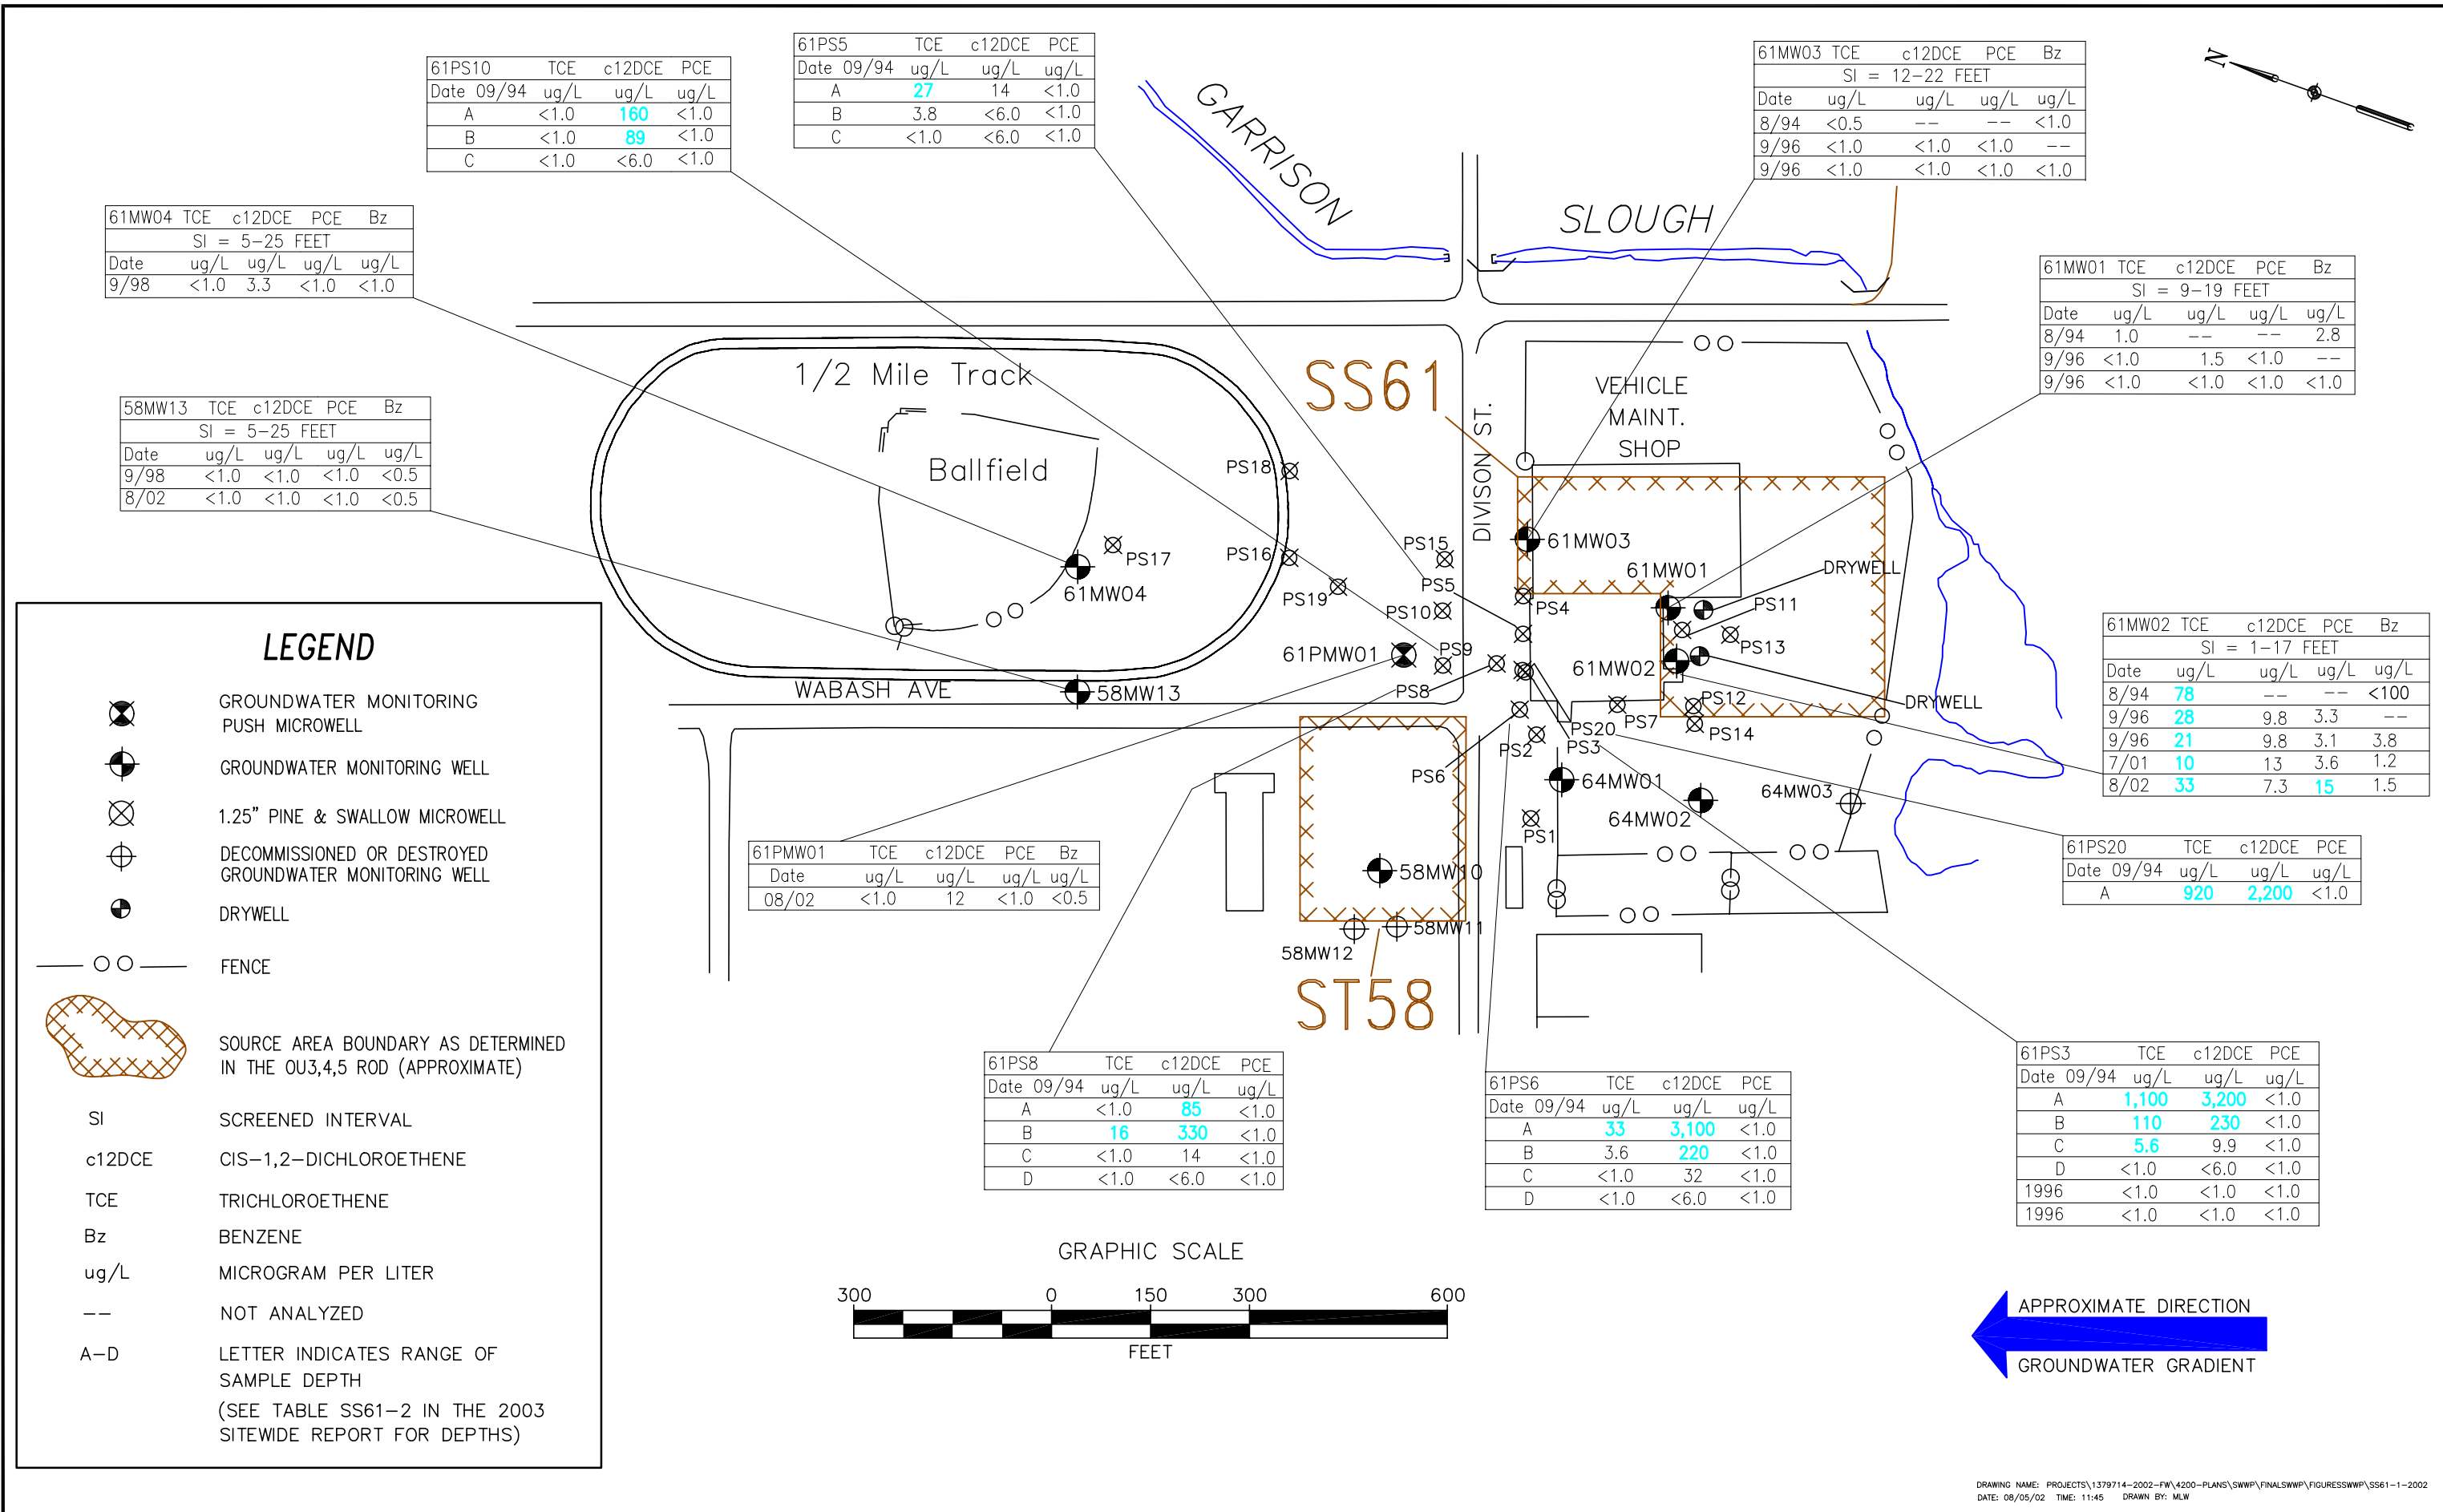 61PS10 TCE c12DCE PCE
Date 09/94 ug/L ug/L ug/L
A <1.0 160 <1.0
B <1.0 89 <1.0
C <1.0 <6.0 <1.0
61PS5 TCE c12DCE PCE
Date 09/94 ug/L ug/L ug/L
A 27 14 <1.0
B 3.8 <6.0 <1.0
C <1.0 <6.0 <1.0
61MW03 TCE c12DCE PCE Bz
SI = 12-22 FEET
Date ug/L ug/L ug/L ug/L
8/94 <0.5 -- -- <1.0
9/96 <1.0 <1.0 <1.0 --
9/96 <1.0 <1.0 <1.0 <1.0
N
GARRISON
SLOUGH
61MW04 TCE c12DCE PCE Bz
SI = 5-25 FEET
Date ug/L ug/L ug/L ug/L
9/98 <1.0 3.3 <1.0 <1.0
61MW01 TCE c12DCE PCE Bz
SI = 9-19 FEET
Date ug/L ug/L ug/L ug/L
8/94 1.0 -- -- 2.8
9/96 <1.0 1.5 <1.0 --
9/96 <1.0 <1.0 <1.0 <1.0
58MW13 TCE c12DCE PCE Bz
SI = 5-25 FEET
Date ug/L ug/L ug/L ug/L
9/98 <1.0 <1.0 <1.0 <0.5
8/02 <1.0 <1.0 <1.0 <0.5
1/2 Mile Track
Ballfield
SS61
DIVISON ST.
VEHICLE
MAINT.
SHOP
PS18
PS17
PS16
PS15
PS19
PS5
PS10
PS4
61MW03
61MW01
DRYWELL
PS11
PS13
61MW04
61PMW01
PS9
PS8
61MW02
58MW13
WABASH AVE
DRYWELL
PS12
PS7
PS14
PS20
PS3
PS2
PS6
64MW01
64MW02
64MW03
PS1
58MW10
58MW11
58MW12
ST58
61MW02 TCE c12DCE PCE Bz
SI = 1-17 FEET
Date ug/L ug/L ug/L ug/L
8/94 78 -- -- <100
9/96 28 9.8 3.3 --
9/96 21 9.8 3.1 3.8
7/01 10 13 3.6 1.2
8/02 33 7.3 15 1.5
61PS20 TCE c12DCE PCE
Date 09/94 ug/L ug/L ug/L
A 920 2,200 <1.0
61PMW01 TCE c12DCE PCE Bz
Date ug/L ug/L ug/L ug/L
08/02 <1.0 12 <1.0 <0.5
61PS8 TCE c12DCE PCE
Date 09/94 ug/L ug/L ug/L
A <1.0 85 <1.0
B 16 330 <1.0
C <1.0 14 <1.0
D <1.0 <6.0 <1.0
61PS6 TCE c12DCE PCE
Date 09/94 ug/L ug/L ug/L
A 33 3,100 <1.0
B 3.6 220 <1.0
C <1.0 32 <1.0
D <1.0 <6.0 <1.0
61PS3 TCE c12DCE PCE
Date 09/94 ug/L ug/L ug/L
A 1,100 3,200 <1.0
B 110 230 <1.0
C 5.6 9.9 <1.0
D <1.0 <6.0 <1.0
1996 <1.0 <1.0 <1.0
1996 <1.0 <1.0 <1.0
LEGEND
GROUNDWATER MONITORING
PUSH MICROWELL
GROUNDWATER MONITORING WELL
1.25" PINE & SWALLOW MICROWELL
DECOMMISSIONED OR DESTROYED
GROUNDWATER MONITORING WELL
DRYWELL
FENCE
SOURCE AREA BOUNDARY AS DETERMINED
IN THE OU3,4,5 ROD (APPROXIMATE)
SI SCREENED INTERVAL
c12DCE CIS-1,2-DICHLOROETHENE
TCE TRICHLOROETHENE
Bz BENZENE
ug/L MICROGRAM PER LITER
-- NOT ANALYZED
A-D LETTER INDICATES RANGE OF
SAMPLE DEPTH
(SEE TABLE SS61-2 IN THE 2003
SITEWIDE REPORT FOR DEPTHS)
GRAPHIC SCALE
300 0 150 300 600
FEET
APPROXIMATE DIRECTION
GROUNDWATER GRADIENT
DRAWING NAME: PROJECTS\1379714-2002-FW\4200-PLANS\SWWP\FINALSWWP\FIGURESSWWP\SS61-1-2002
DATE: 08/05/02 TIME: 11:45 DRAWN BY: MLW